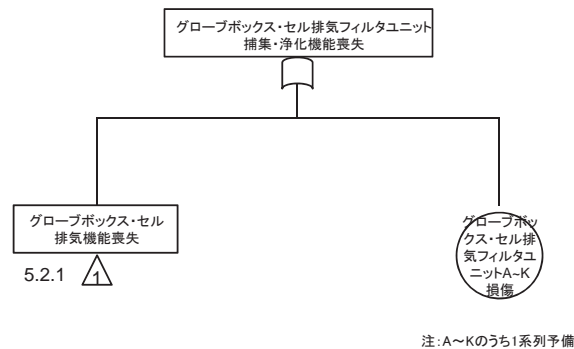 グローブボックス・セル排気フィルタユニット
捕集・浄化機能喪失
グローブボックス・セル
排気機能喪失
5.2.1
1
グローブボッ
クス・セル排
気フィルタユ
ニットA~K
損傷
注:A～Kのうち1系列予備